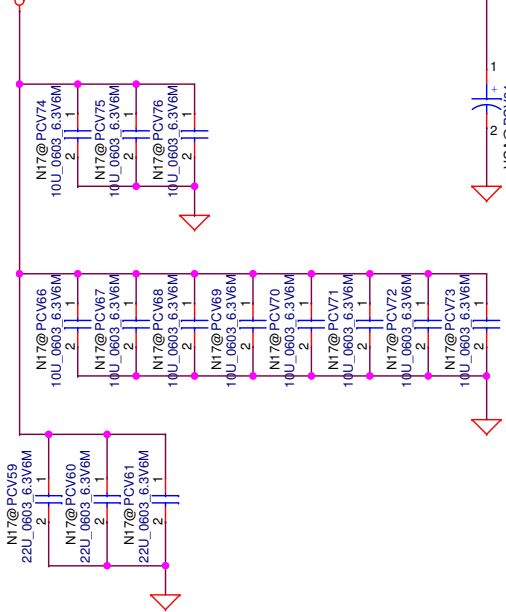 N17@PCV74
10U_0603_6.3V6M
1
2
N17@PCV75
10U_0603_6.3V6M
1
2
N17@PCV76
10U_0603_6.3V6M
1
2
1
+
2
N17@PCV66
10U_0603_6.3V6M
1
2
N17@PCV67
10U_0603_6.3V6M
1
2
N17@PCV68
10U_0603_6.3V6M
1
2
N17@PCV69
10U_0603_6.3V6M
1
2
N17@PCV70
10U_0603_6.3V6M
1
2
N17@PCV71
10U_0603_6.3V6M
1
2
N17@PCV72
10U_0603_6.3V6M
1
2
N17@PCV73
10U_0603_6.3V6M
1
2
N17@PCV59
22U_0603_6.3V6M
1
2
N17@PCV60
22U_0603_6.3V6M
1
2
N17@PCV61
22U_0603_6.3V6M
1
2